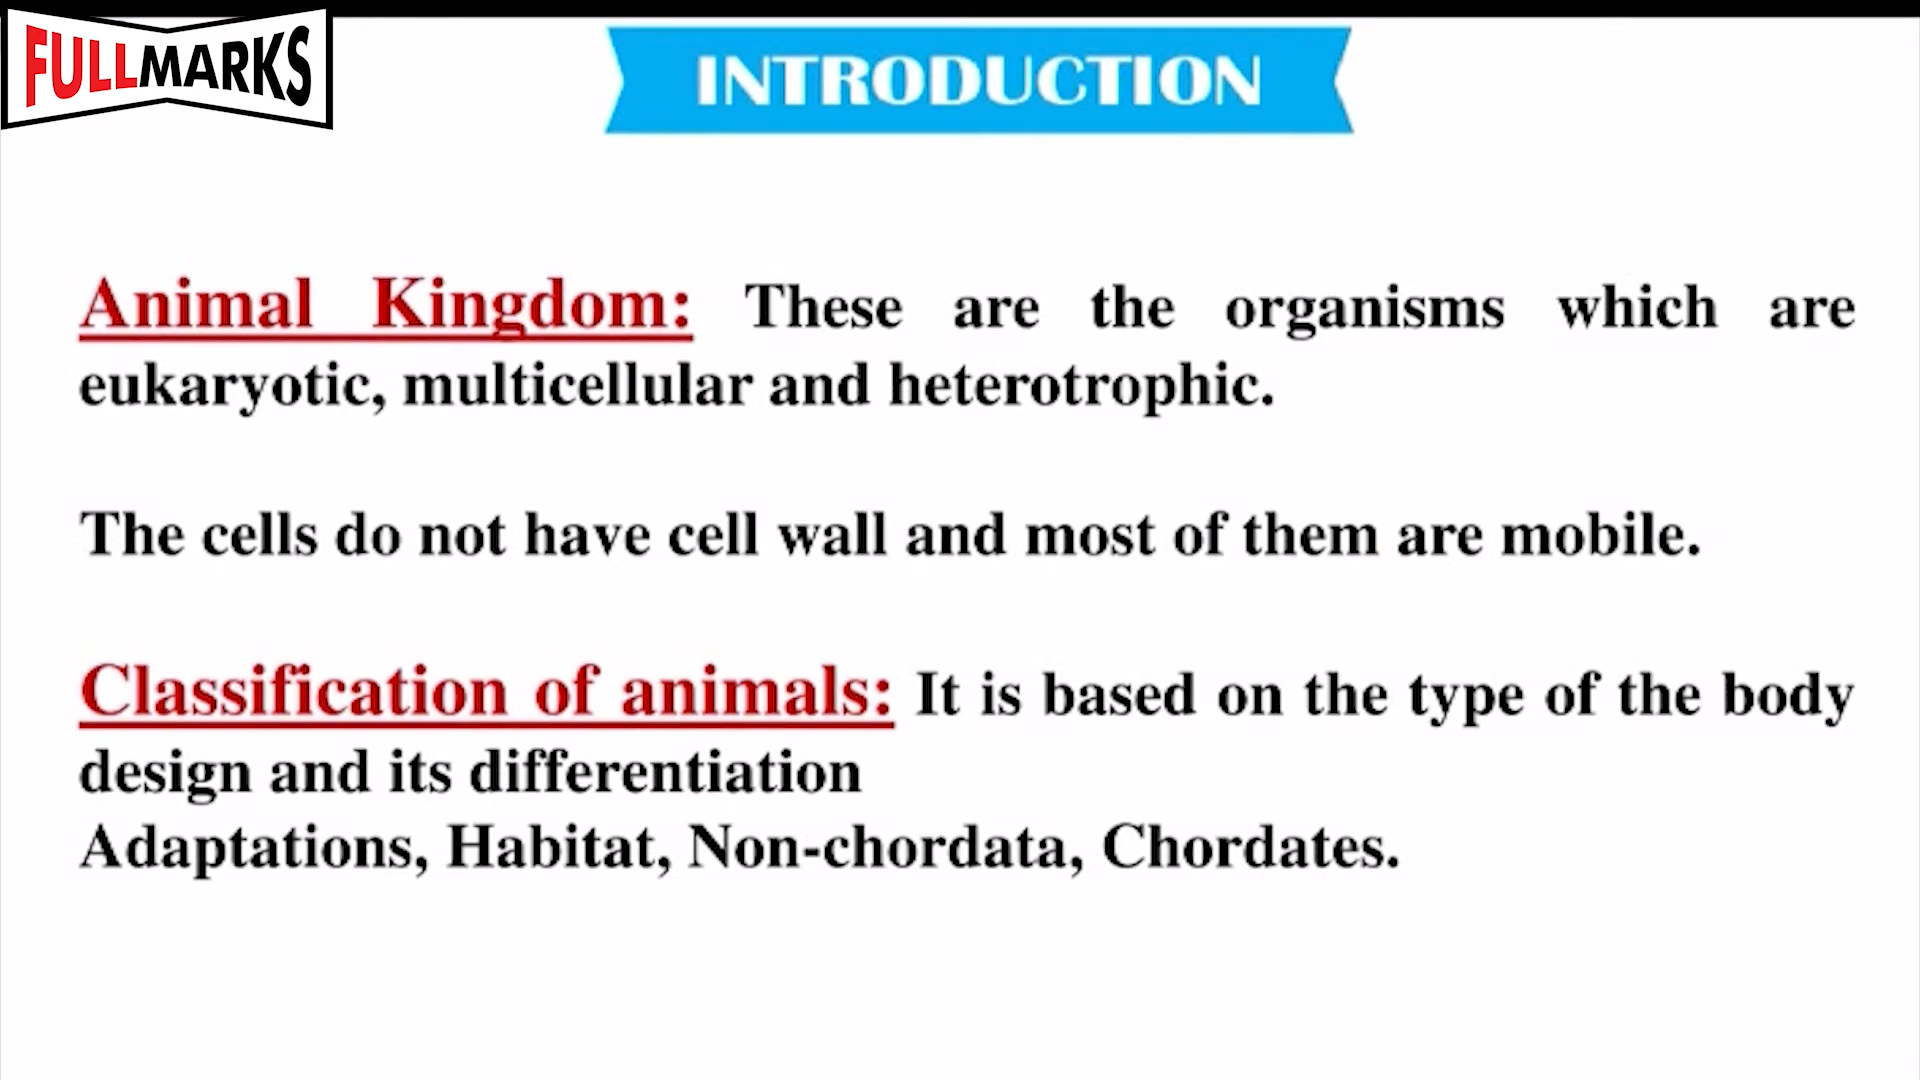 FULLMARKS
INTRODUCTION
Animal Kingdom: These are the organisms which are
eukaryotic, multicellular and heterotrophic.
The cells do not have cell wall and most of them are mobile.
Classification of animals: It is based on the type of the body
design and its differentiation
Adaptations, Habitat, Non-chordata, Chordates.